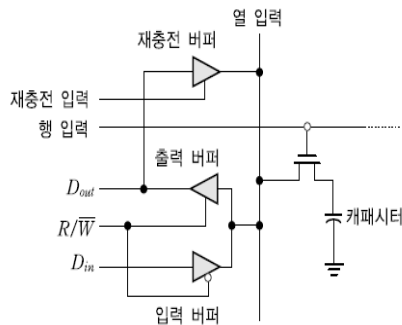 열 입력
재충전 버퍼
재충전 입력
행 입력
출력 버퍼
D_out
R/W̅
D_in
캐패시터
입력 버퍼